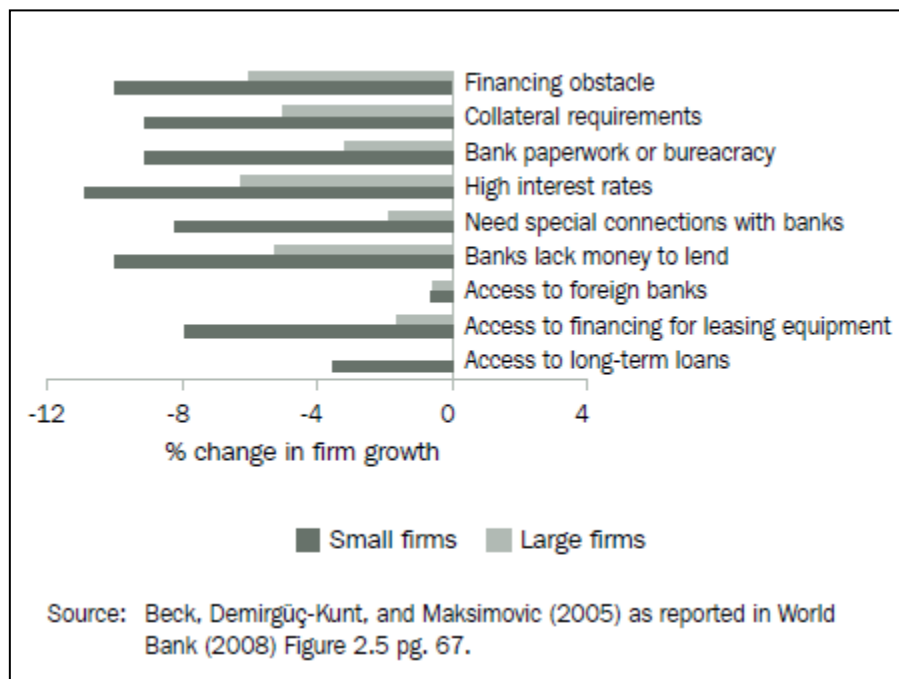 Financing obstacle
Collateral requirements
Bank paperwork or bureacracy
High interest rates
Need special connections with banks
Banks lack money to lend
Access to foreign banks
Access to financing for leasing equipment
Access to long-term loans
-12 -8 -4 0 4
% change in firm growth
Small firms Large firms
Source: Beck, Demirgüç-Kunt, and Maksimovic (2005) as reported in World
Bank (2008) Figure 2.5 pg. 67.